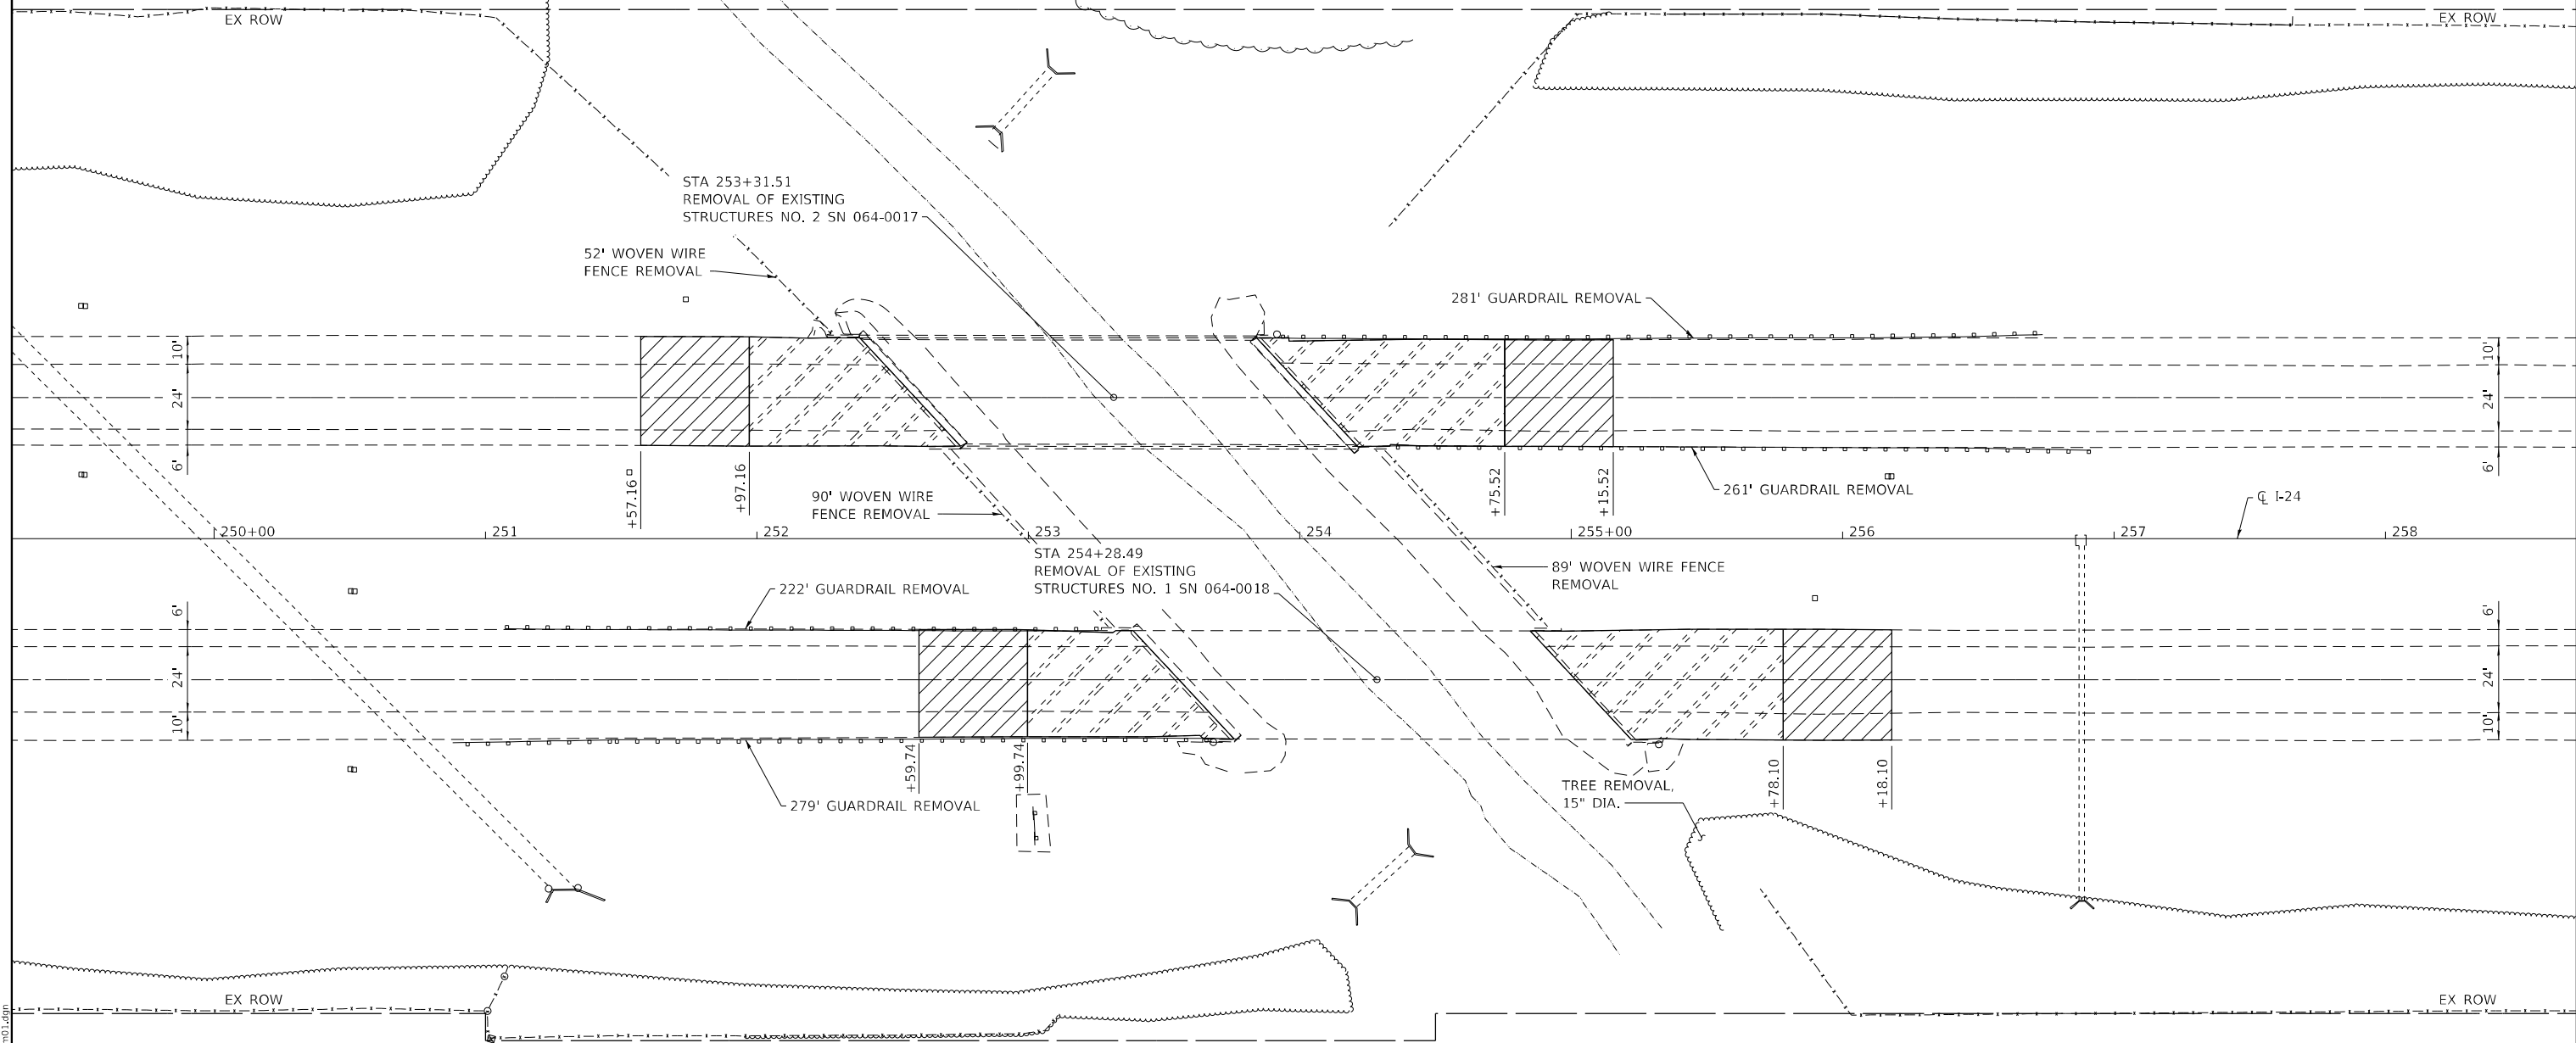 EX ROW
EX ROW
STA 253+31.51
REMOVAL OF EXISTING
STRUCTURES NO. 2 SN 064-0017
52' WOVEN WIRE
FENCE REMOVAL
281' GUARDRAIL REMOVAL
10'
24'
6'
10'
24'
6'
+57.16
+97.16
+75.52
+15.52
90' WOVEN WIRE
FENCE REMOVAL
261' GUARDRAIL REMOVAL
℄ I-24
250+00
251
252
253
254
255+00
256
257
258
STA 254+28.49
REMOVAL OF EXISTING
STRUCTURES NO. 1 SN 064-0018
222' GUARDRAIL REMOVAL
89' WOVEN WIRE FENCE
REMOVAL
6'
24'
10'
6'
24'
10'
+59.74
+99.74
+78.10
+18.10
279' GUARDRAIL REMOVAL
TREE REMOVAL,
15" DIA.
EX ROW
EX ROW
m01.dgn